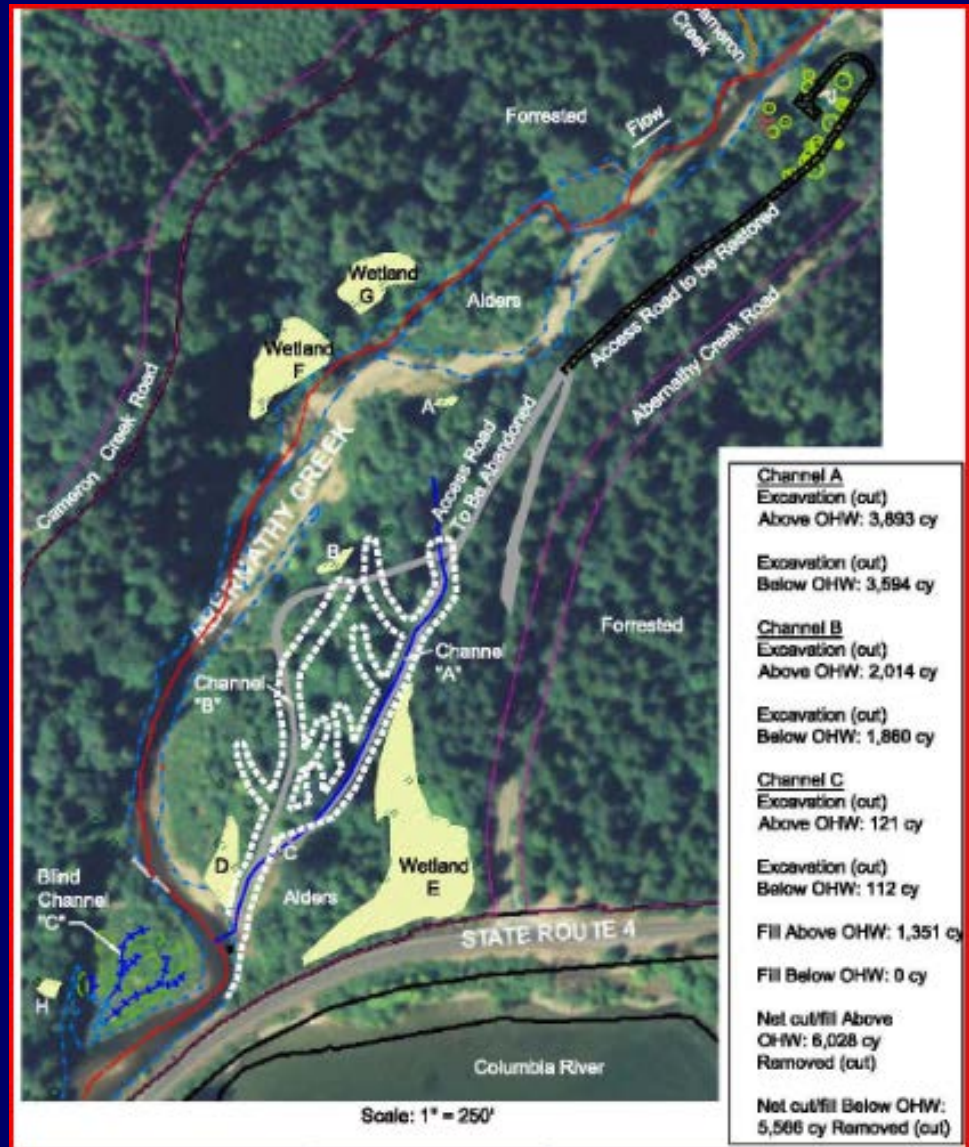 Cameron
Creek
Forrested
Flow
Wetland
G
Alders
Wetland
F
A
Access Road to be Restored
Abernathy Creek Road
Cameron Creek Road
ABERNATHY CREEK
Access Road
To Be Abandoned
B
Forrested
Channel
"A"
Channel
"B"
C
D
Wetland
E
Alders
Blind
Channel
"C"
H
STATE ROUTE 4
Columbia River
Scale: 1" = 250'
Channel A
Excavation (cut)
Above OHW: 3,893 cy
Excavation (cut)
Below OHW: 3,594 cy
Channel B
Excavation (cut)
Above OHW: 2,014 cy
Excavation (cut)
Below OHW: 1,860 cy
Channel C
Excavation (cut)
Above OHW: 121 cy
Excavation (cut)
Below OHW: 112 cy
Fill Above OHW: 1,351 cy
Fill Below OHW: 0 cy
Net cut/fill Above
OHW: 6,028 cy
Removed (cut)
Net cut/fill Below OHW:
5,566 cy Removed (cut)